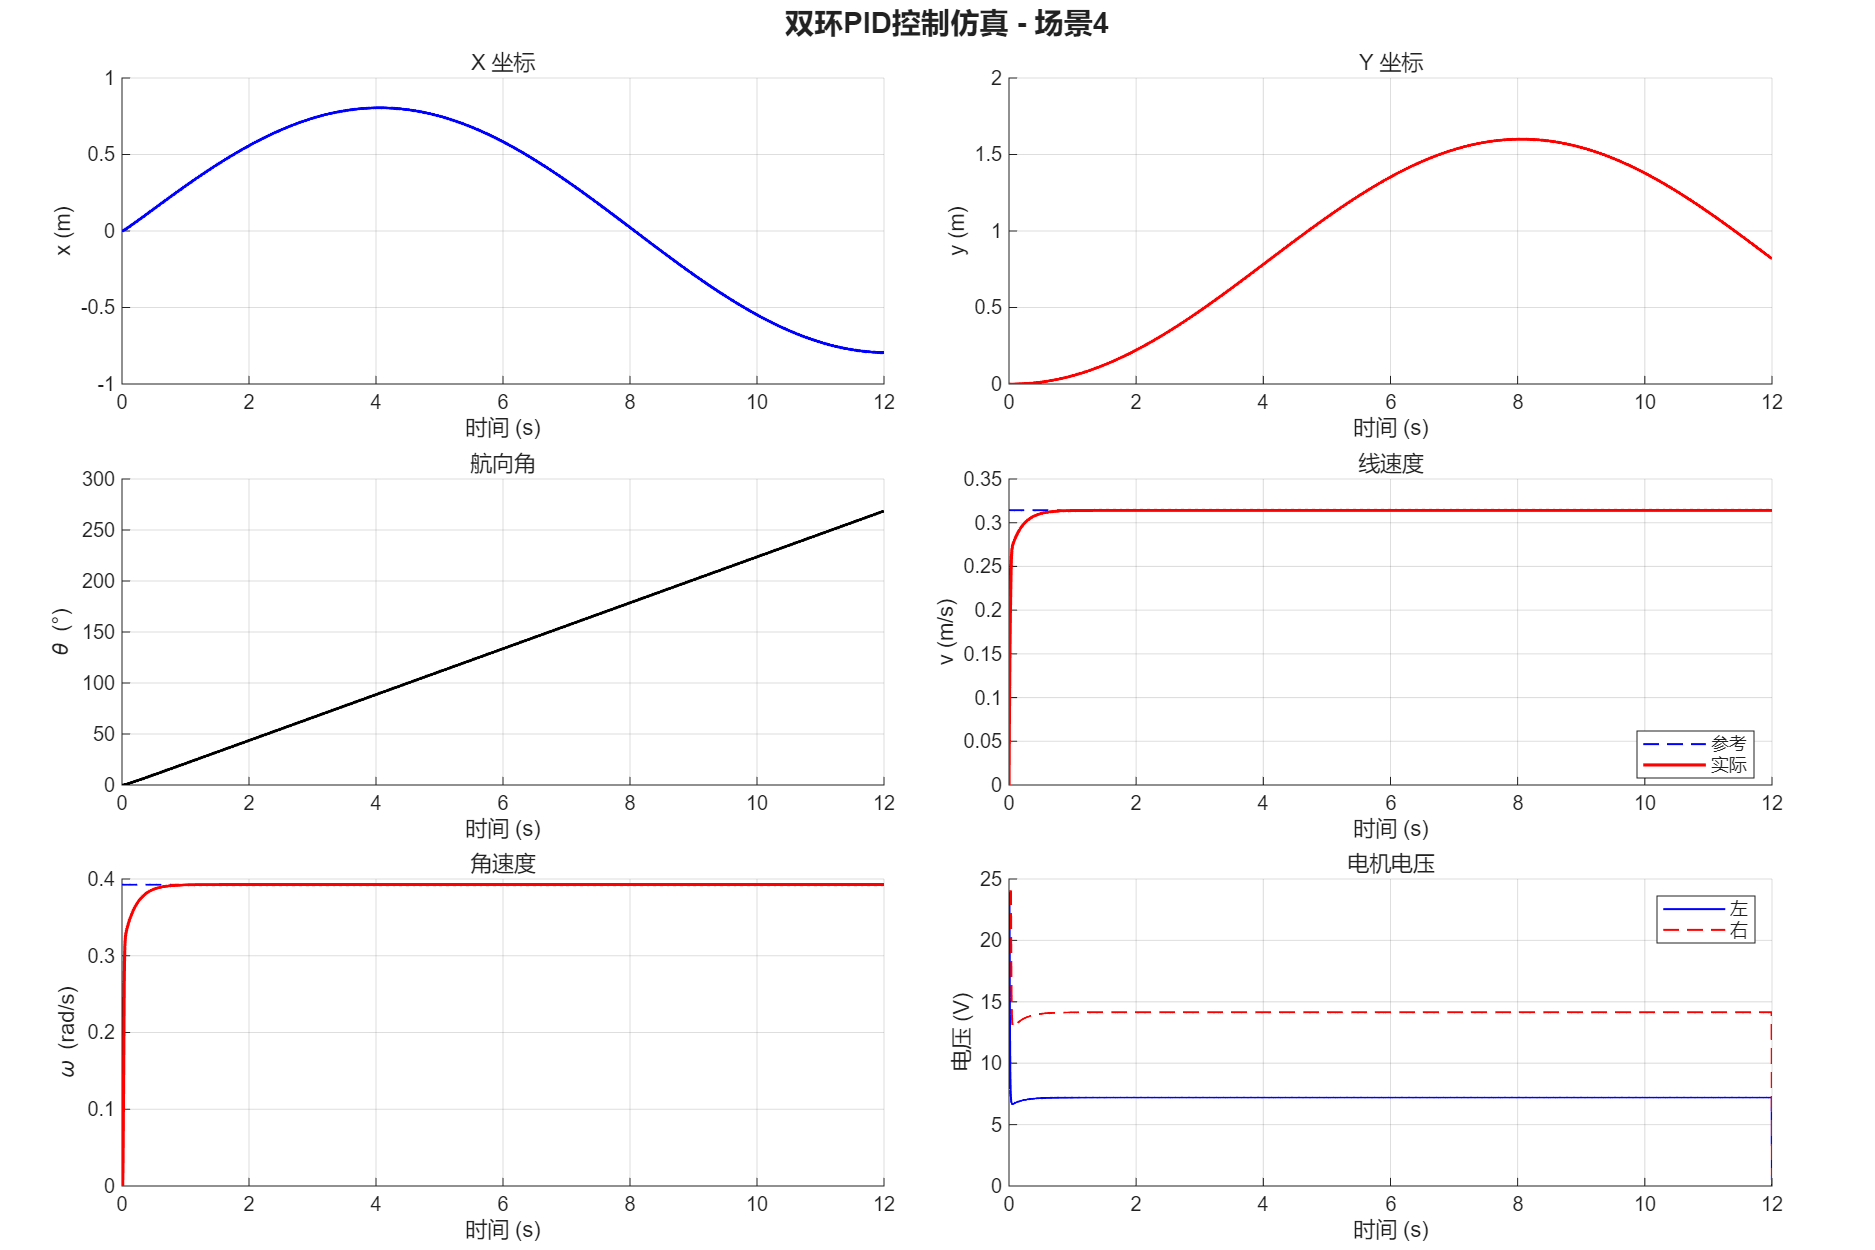 双环PID控制仿真 - 场景4
X 坐标
1
0.5
0
-0.5
-1
x (m)
0 2 4 6 8 10 12
时间 (s)
Y 坐标
2
1.5
1
0.5
0
y (m)
0 2 4 6 8 10 12
时间 (s)
航向角
300
250
200
150
100
50
0
θ (°)
0 2 4 6 8 10 12
时间 (s)
线速度
0.35
0.3
0.25
0.2
0.15
0.1
0.05
0
v (m/s)
参考
实际
0 2 4 6 8 10 12
时间 (s)
角速度
0.4
0.3
0.2
0.1
0
ω (rad/s)
0 2 4 6 8 10 12
时间 (s)
电机电压
25
20
15
10
5
0
电压 (V)
左
右
0 2 4 6 8 10 12
时间 (s)